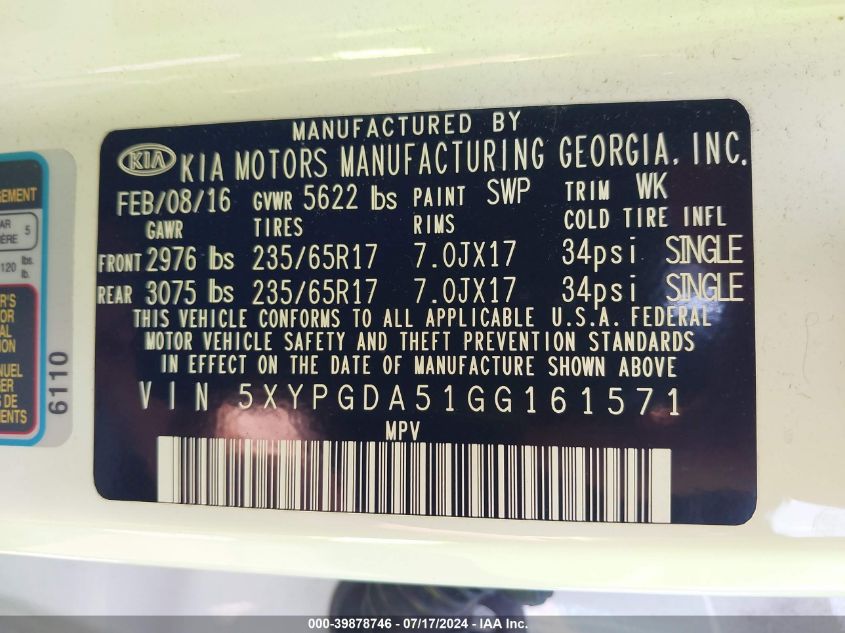 MANUFACTURED BY
KIA KIA MOTORS MANUFACTURING GEORGIA, INC.
FEB/08/16 GVWR 5622 lbs PAINT SWP TRIM WK
GAWR TIRES RIMS COLD TIRE INFL
FRONT 2976 lbs 235/65R17 7.0JX17 34psi SINGLE
REAR 3075 lbs 235/65R17 7.0JX17 34psi SINGLE
THIS VEHICLE CONFORMS TO ALL APPLICABLE U.S.A. FEDERAL
MOTOR VEHICLE SAFETY AND THEFT PREVENTION STANDARDS
IN EFFECT ON THE DATE OF MANUFACTURE SHOWN ABOVE
VIN 5XYPGDA51GG161571
MPV
5
120 lbs.
lb.
6110
000-39878746 - 07/17/2024 - IAA Inc.